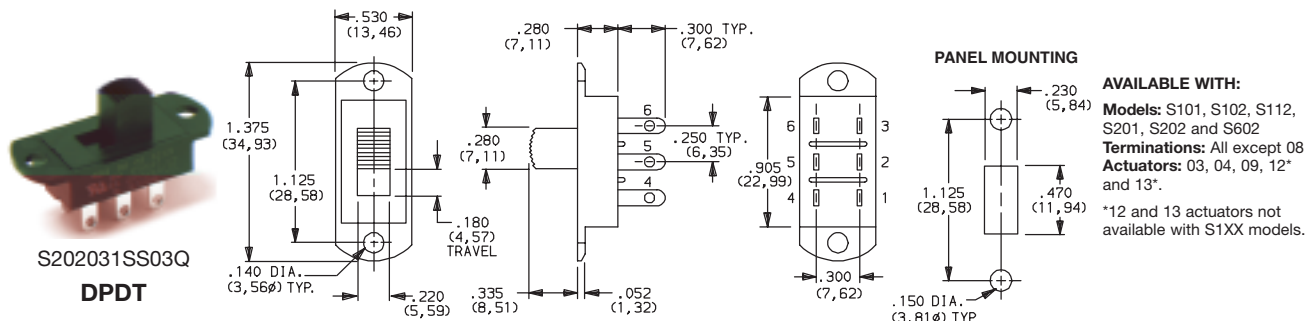 S202031SS03Q
DPDT
.530
(13,46)
1.375
(34,93)
1.125
(28,58)
.180
(4,57)
TRAVEL
.140 DIA.
(3,56ø) TYP.
.220
(5,59)
.280
(7,11)
.300 TYP.
(7,62)
.280
(7,11)
6
5
4
.250 TYP.
(6,35)
.335
(8,51)
.052
(1,32)
6
3
5
2
4
1
.905
(22,99)
.300
(7,62)
PANEL MOUNTING
.230
(5,84)
1.125
(28,58)
.470
(11,94)
.150 DIA.
(3,81ø) TYP
AVAILABLE WITH:
Models: S101, S102, S112,
S201, S202 and S602
Terminations: All except 08
Actuators: 03, 04, 09, 12*
and 13*.
*12 and 13 actuators not
available with S1XX models.